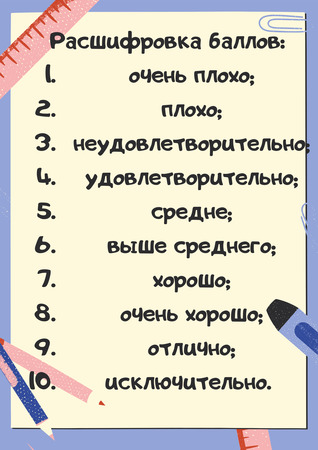 Расшифровка баллов:
1. очень плохо;
2. плохо;
3. неудовлетворительно;
4. удовлетворительно;
5. средне;
6. выше среднего;
7. хорошо;
8. очень хорошо;
9. отлично;
10. исключительно.